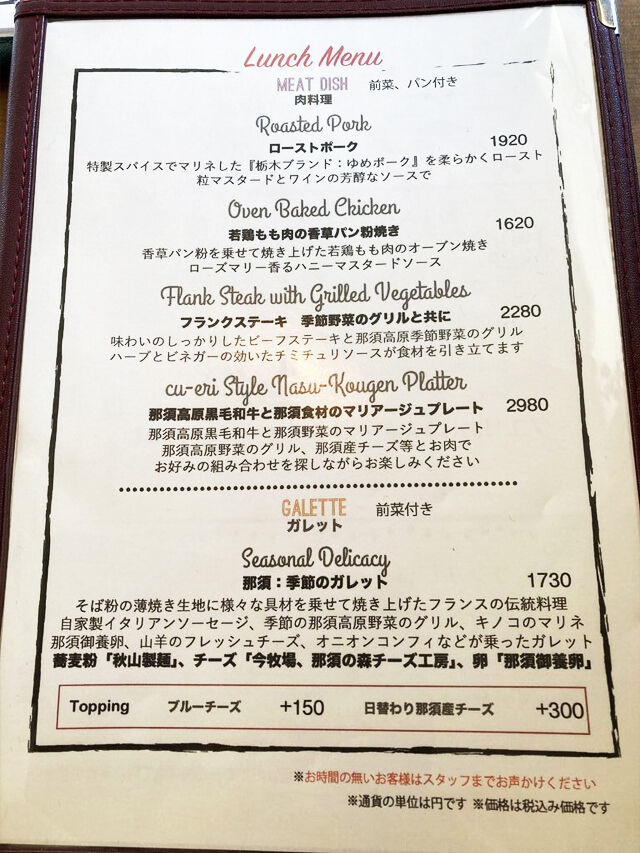 Lunch Menu
MEAT DISH 前菜、パン付き
肉料理
Roasted Pork
ローストポーク 1920
特製スパイスでマリネした『栃木ブランド：ゆめポーク』を柔らかくロースト
粒マスタードとワインの芳醇なソースで
Oven Baked Chicken
若鶏もも肉の香草パン粉焼き 1620
香草パン粉を乗せて焼き上げた若鶏もも肉のオーブン焼き
ローズマリー香るハニーマスタードソース
Flank Steak with Grilled Vegetables
フランクステーキ 季節野菜のグリルと共に 2280
味わいのしっかりしたビーフステーキと那須高原季節野菜のグリル
ハーブとビネガーの効いたチミチュリソースが食材を引き立てます
cu-eri Style Nasu-Kougen Platter
那須高原黒毛和牛と那須食材のマリアージュプレート 2980
那須高原黒毛和牛と那須野菜のマリアージュプレート
那須高原野菜のグリル、那須産チーズ等とお肉で
お好みの組み合わせを探しながらお楽しみください
GALETTE 前菜付き
ガレット
Seasonal Delicacy
那須：季節のガレット 1730
そば粉の薄焼き生地に様々な具材を乗せて焼き上げたフランスの伝統料理
自家製イタリアンソーセージ、季節の那須高原野菜のグリル、キノコのマリネ
那須御養卵、山羊のフレッシュチーズ、オニオンコンフィなどが乗ったガレット
蕎麦粉「秋山製麺」、チーズ「今牧場、那須の森チーズ工房」、卵「那須御養卵」
Topping ブルーチーズ +150 日替わり那須産チーズ +300
※お時間の無いお客様はスタッフまでお声かけください
※通貨の単位は円です ※価格は税込み価格です